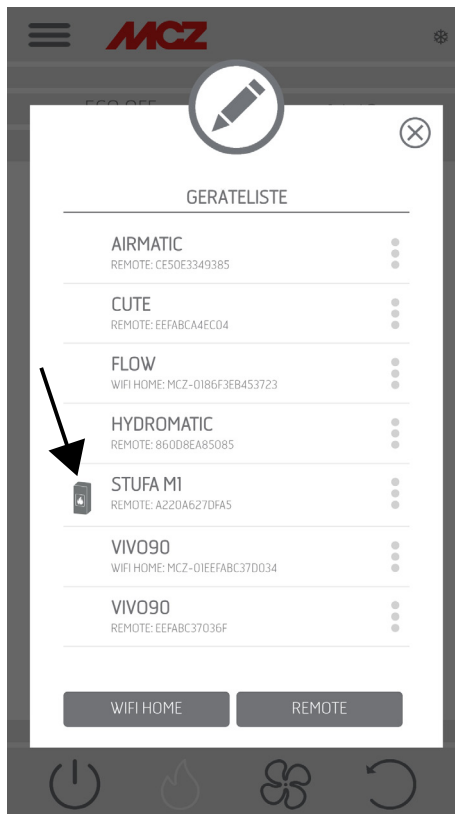 MCZ
GERATELISTE
AIRMATIC
REMOTE: CE50E3349385
CUTE
REMOTE: EEFABCA4EC04
FLOW
WIFI HOME: MCZ-0186F3EB453723
HYDROMATIC
REMOTE: 860D8EA85085
STUFA M1
REMOTE: A220A627DFA5
VIVO90
WIFI HOME: MCZ-01EEFABC37D034
VIVO90
REMOTE: EEFABC37036F
WIFI HOME
REMOTE